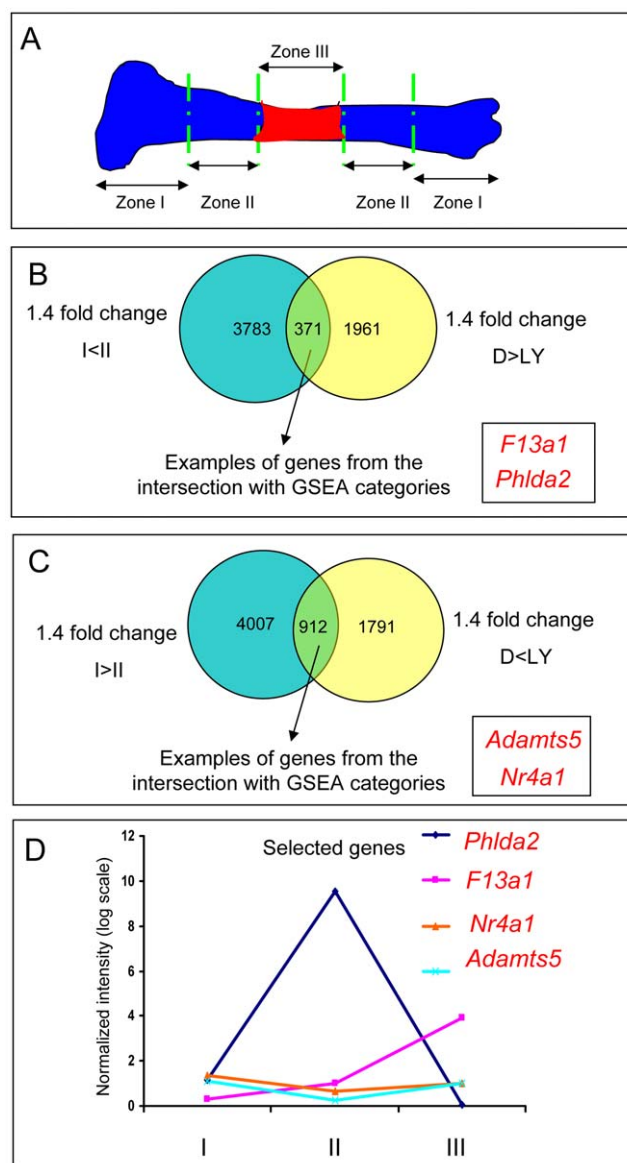 A
Zone III
Zone I
Zone II
Zone II
Zone I
B
1.4 fold change
I<II
3783
371
1961
1.4 fold change
D>LY
Examples of genes from the
intersection with GSEA categories
F13a1
Phlda2
C
1.4 fold change
I>II
4007
912
1791
1.4 fold change
D<LY
Examples of genes from the
intersection with GSEA categories
Adamts5
Nr4a1
D
Selected genes
Phlda2
F13a1
Nr4a1
Adamts5
Normalized intensity (log scale)
12
10
8
6
4
2
0
I
II
III